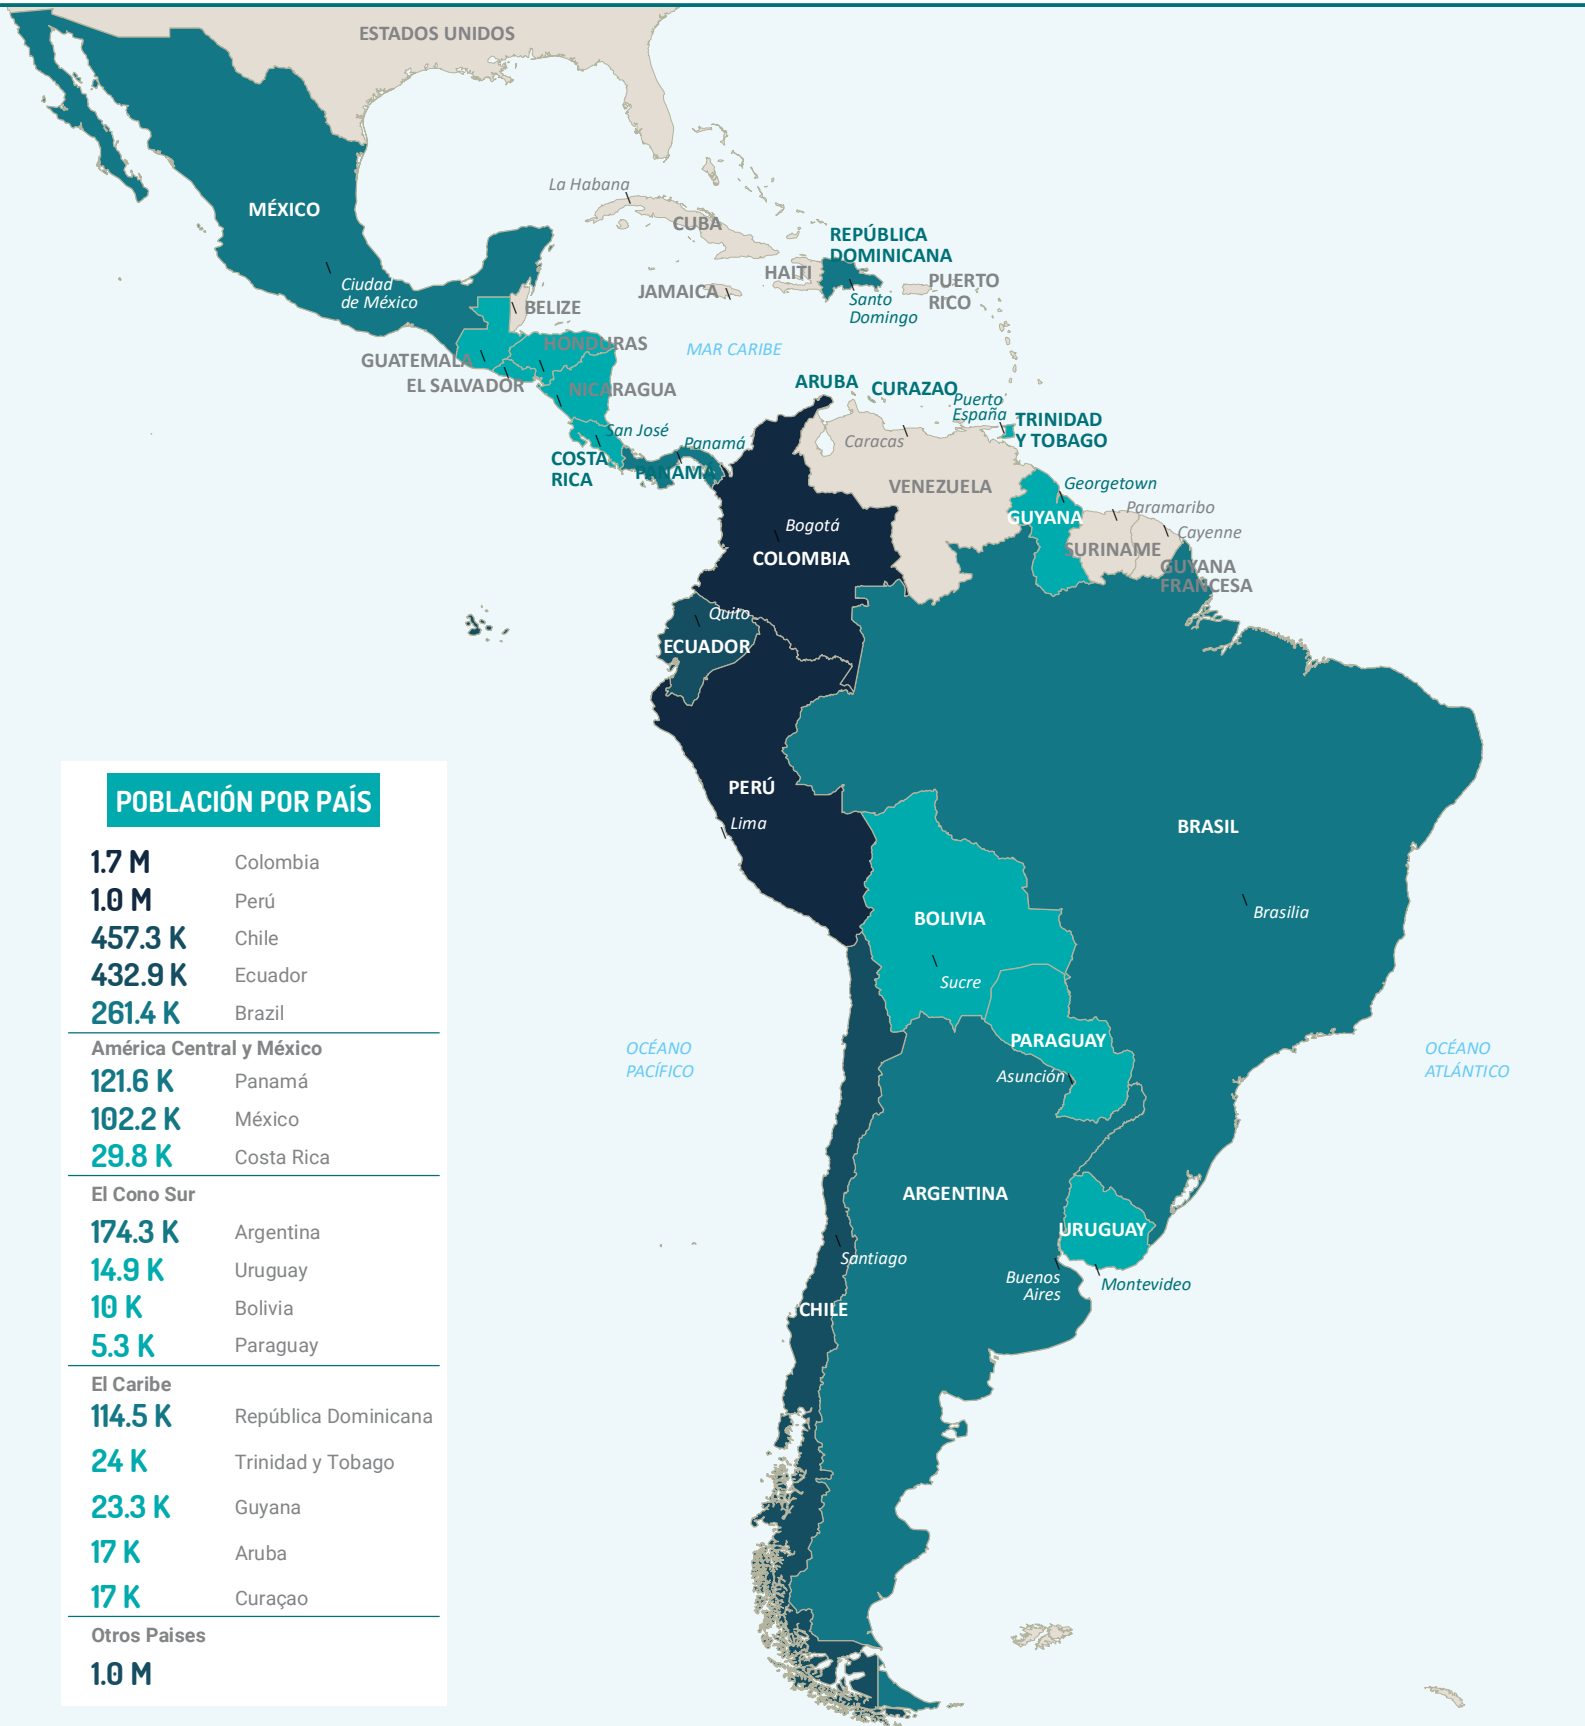 ESTADOS UNIDOS
MÉXICO
Ciudad
de México
La Habana
CUBA
REPÚBLICA
DOMINICANA
HAITI
JAMAICA
PUERTO
RICO
Santo
Domingo
BELIZE
HONDURAS
GUATEMALA
EL SALVADOR
NICARAGUA
MAR CARIBE
ARUBA
CURAZAO
Puerto
España
TRINIDAD
Y TOBAGO
San José
Panamá
COSTA
RICA
PANAMÁ
Caracas
VENEZUELA
Georgetown
GUYANA
Paramaribo
Cayenne
SURINAME
GUYANA
FRANCESA
Bogotá
COLOMBIA
Quito
ECUADOR
PERÚ
Lima
BRASIL
Brasilia
BOLIVIA
Sucre
PARAGUAY
Asunción
OCÉANO
PACÍFICO
OCÉANO
ATLÁNTICO
ARGENTINA
URUGUAY
Santiago
Buenos
Aires
Montevideo
CHILE
POBLACIÓN POR PAÍS
1.7 M Colombia
1.0 M Perú
457.3 K Chile
432.9 K Ecuador
261.4 K Brazil
América Central y México
121.6 K Panamá
102.2 K México
29.8 K Costa Rica
El Cono Sur
174.3 K Argentina
14.9 K Uruguay
10 K Bolivia
5.3 K Paraguay
El Caribe
114.5 K República Dominicana
24 K Trinidad y Tobago
23.3 K Guyana
17 K Aruba
17 K Curaçao
Otros Paises
1.0 M